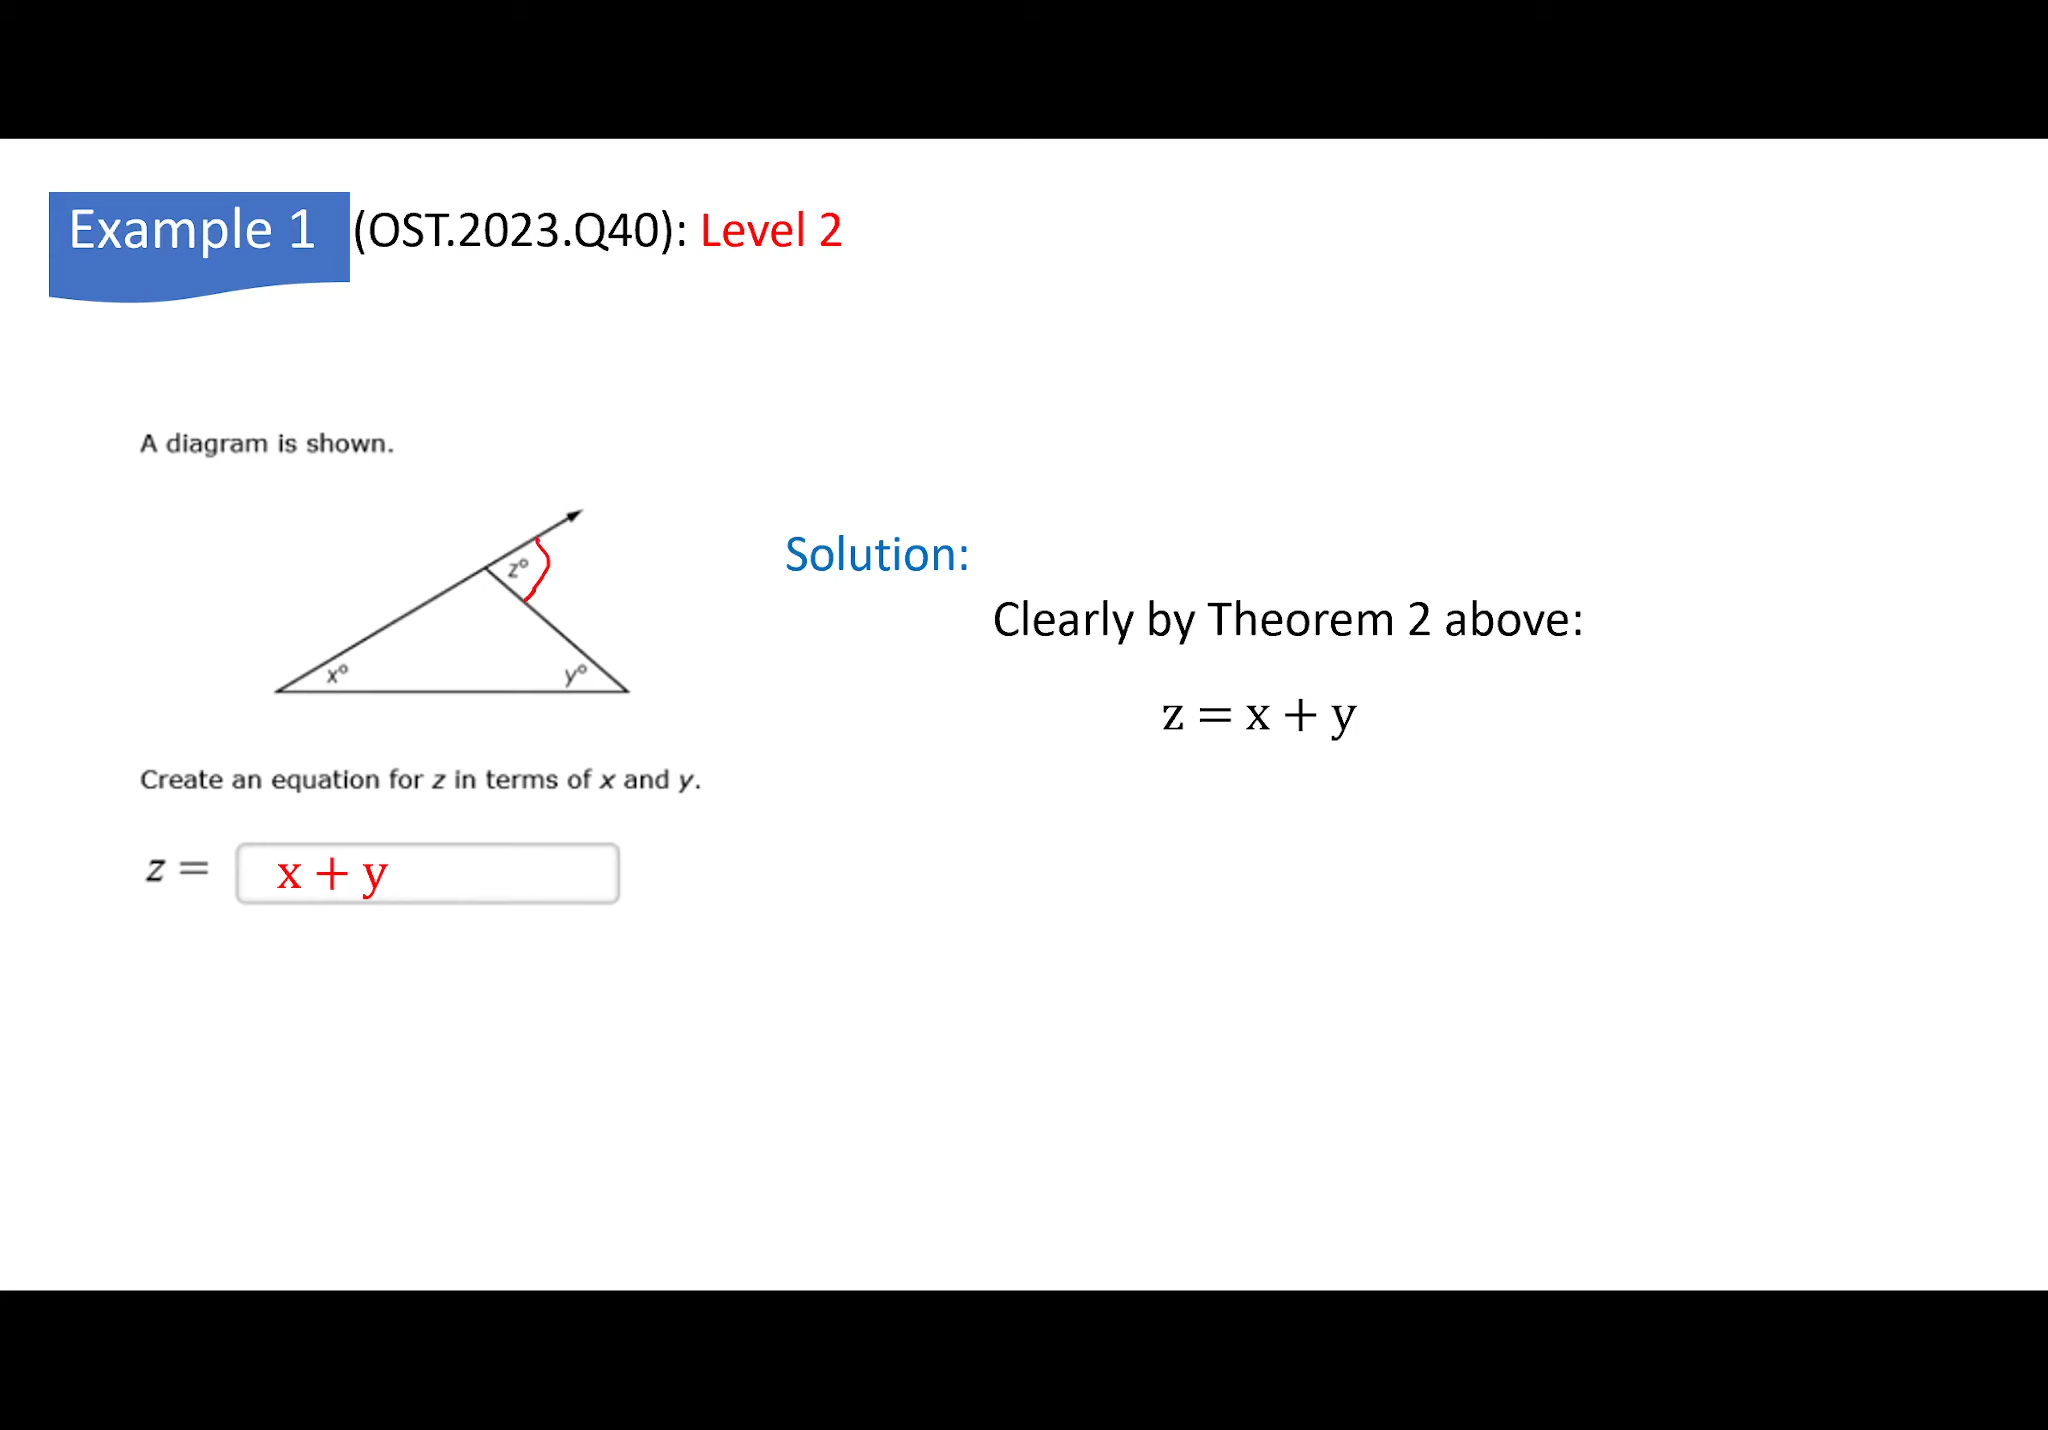 Example 1 (OST.2023.Q40): Level 2
A diagram is shown.
z°
x°
y°
Solution:
Clearly by Theorem 2 above:
z = x + y
Create an equation for z in terms of x and y.
z = x + y